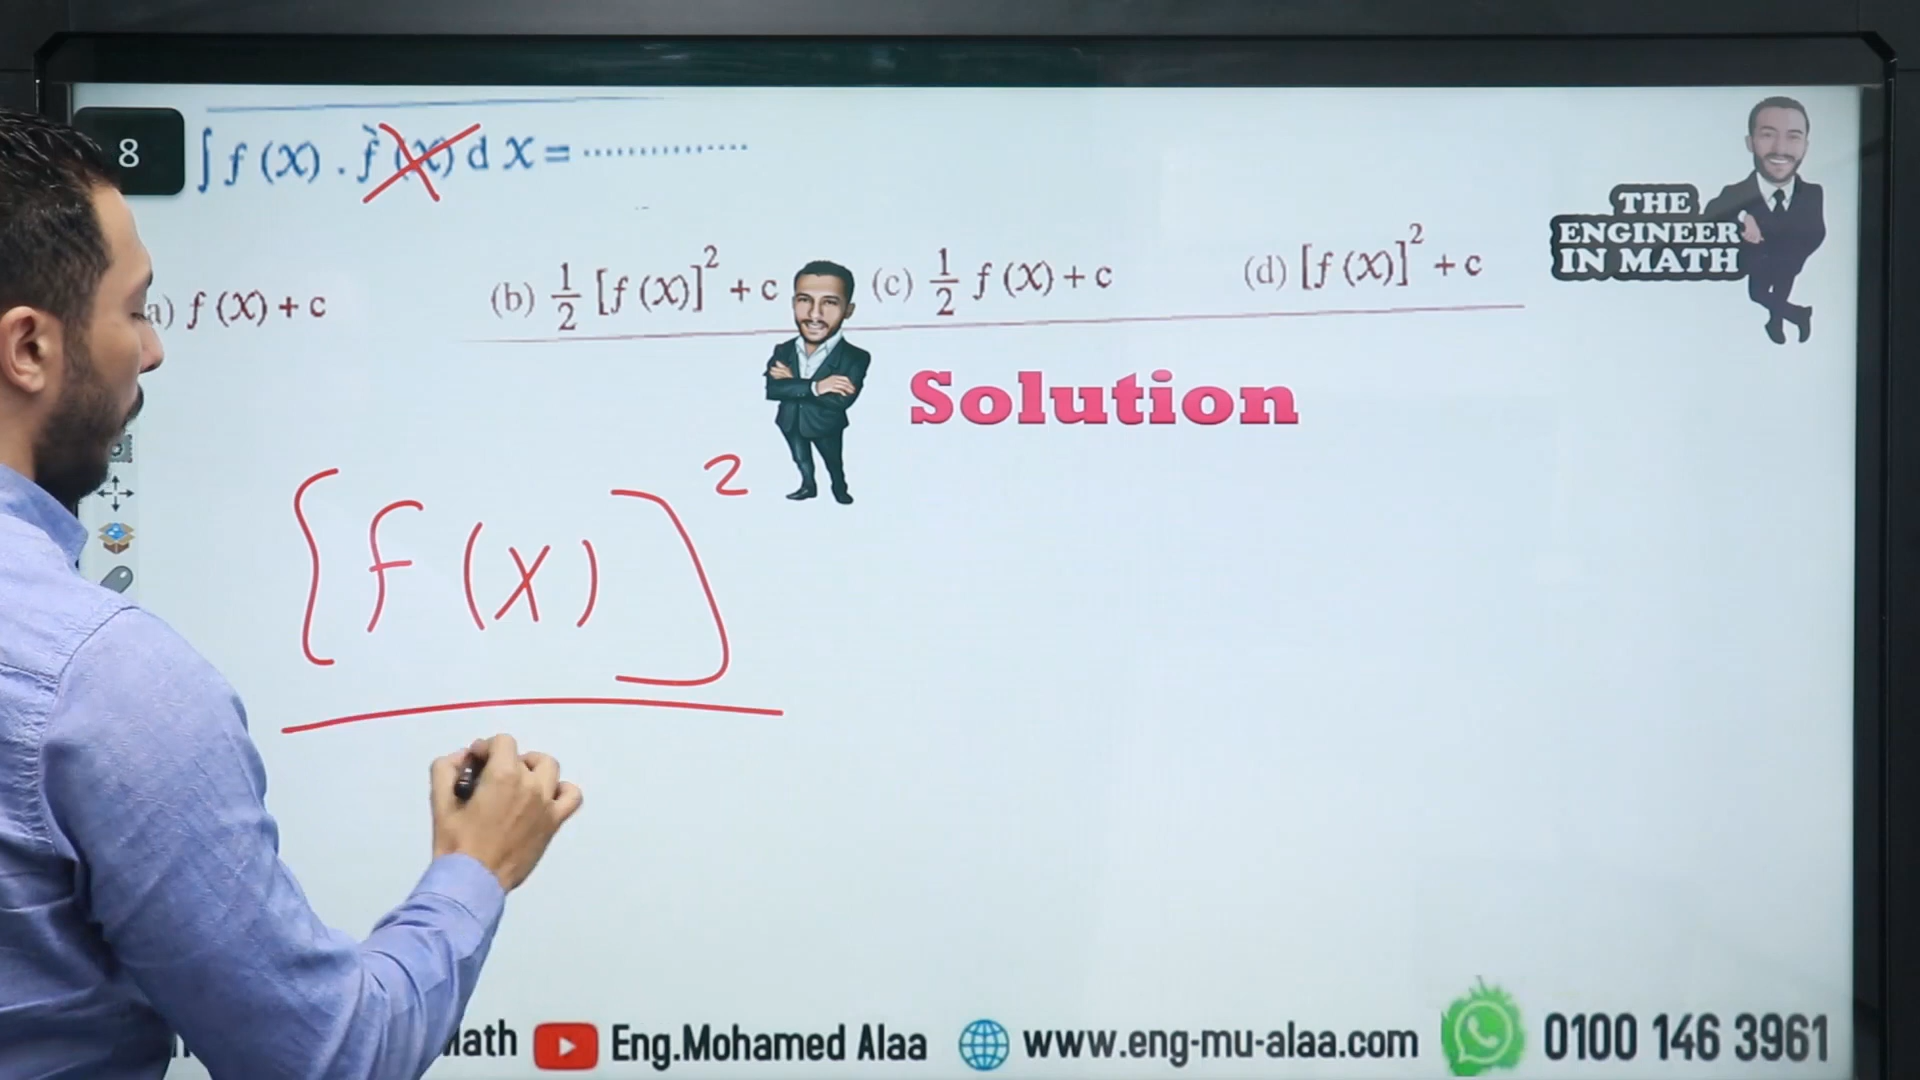 8
∫ f (X) . f̀ (X) d X = ...............
a) f (X) + c
(b) 1/2 [f (X)]² + c
(c) 1/2 f (X) + c
(d) [f (X)]² + c
THE
ENGINEER
IN MATH
Solution
[f (X)]²
Math
Eng.Mohamed Alaa
www.eng-mu-alaa.com
0100 146 3961